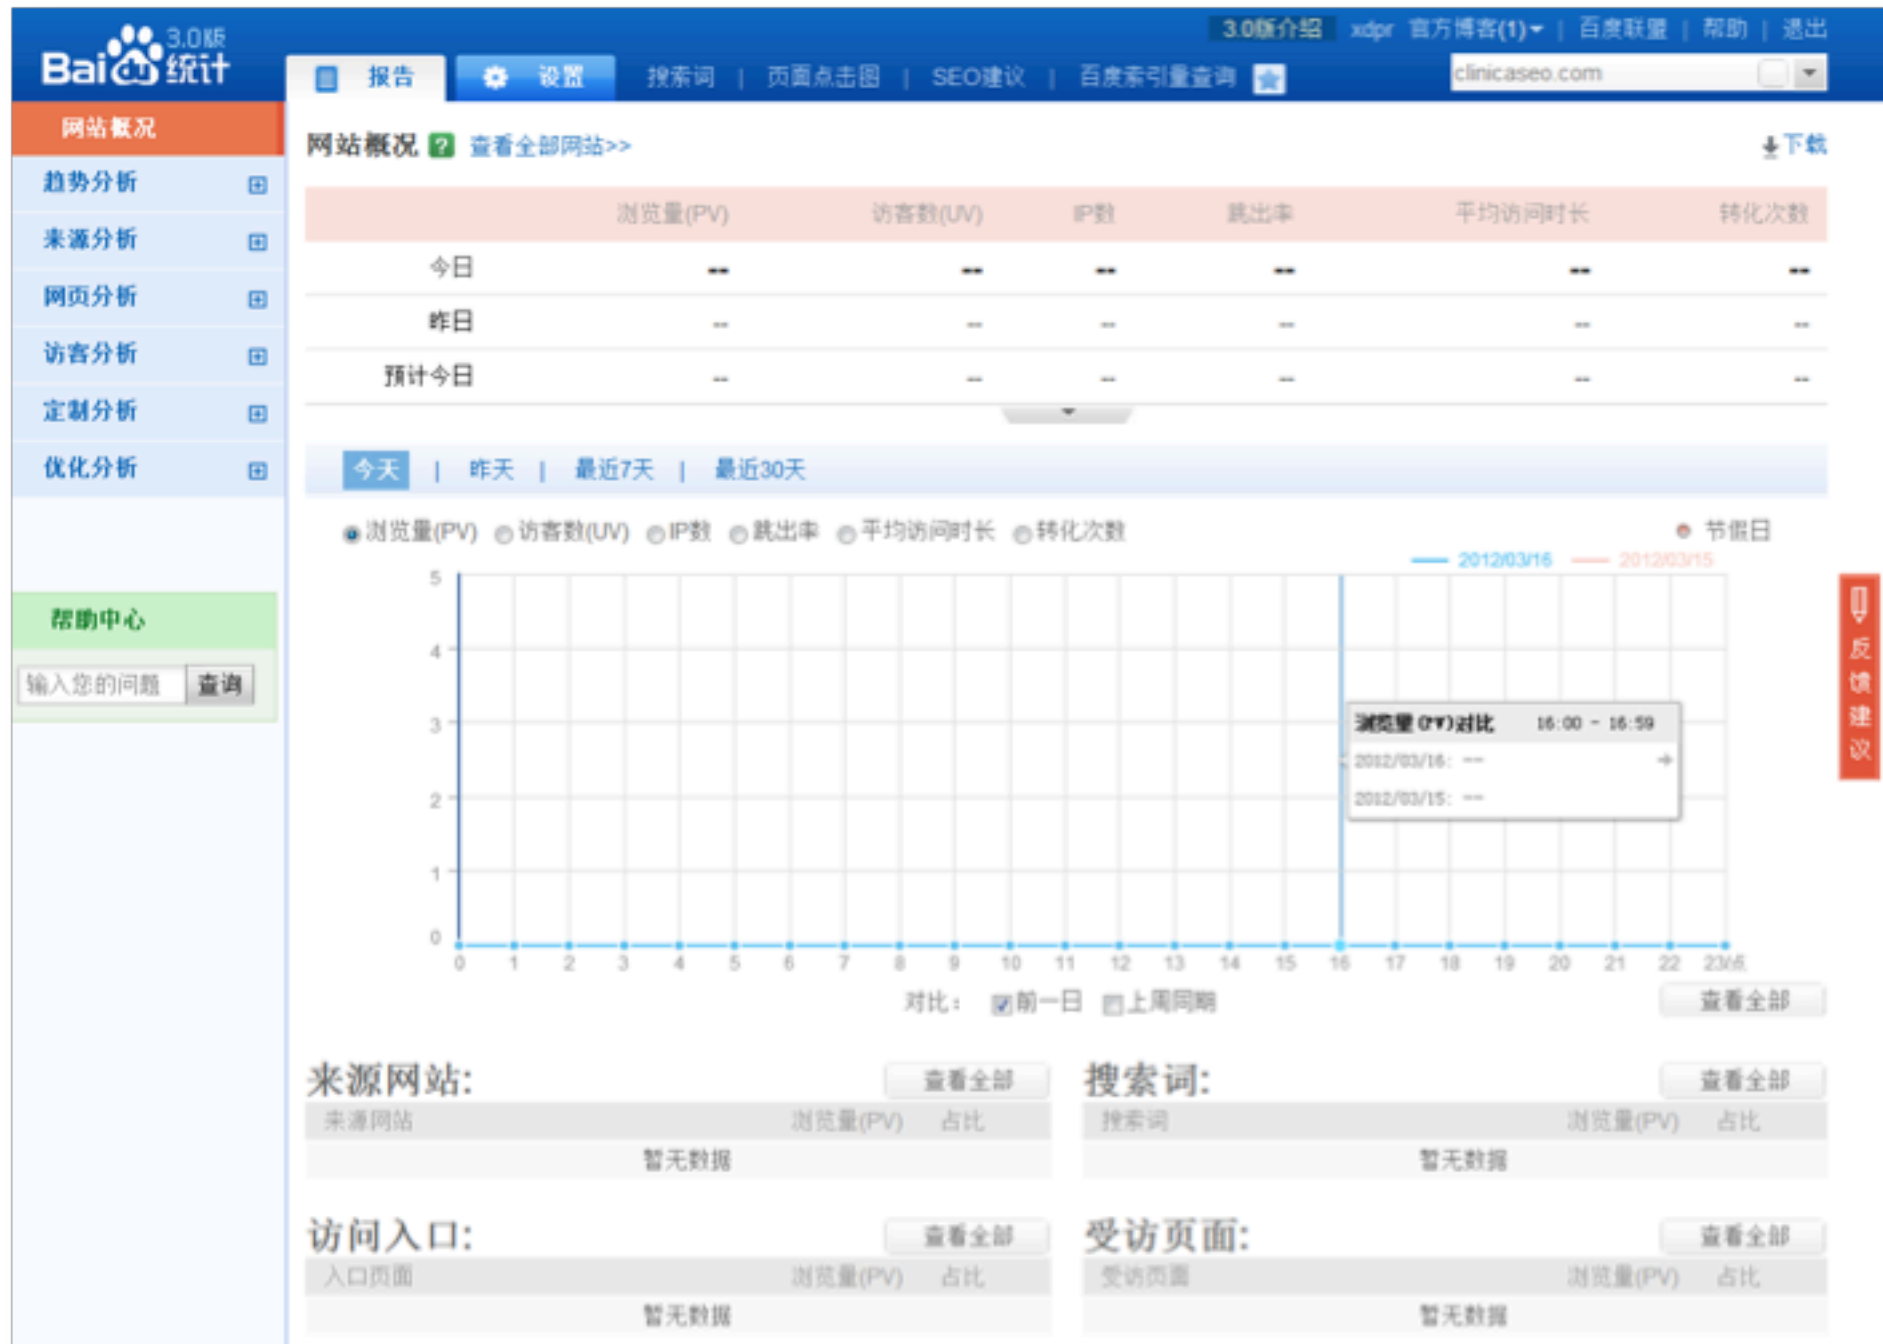 3.0版介绍 xdpr 官方博客(1) | 百度联盟 | 帮助 | 退出
Bai du 统计 3.0版
报告 设置 搜索词 | 页面点击图 | SEO建议 | 百度索引量查询
clinicaseo.com
网站概况
趋势分析
来源分析
网页分析
访客分析
定制分析
优化分析
帮助中心
输入您的问题 查询
网站概况 ? 查看全部网站>> 下载
浏览量(PV) 访客数(UV) IP数 跳出率 平均访问时长 转化次数
今日 -- -- -- -- -- --
昨日 -- -- -- -- -- --
预计今日 -- -- -- -- -- --
今天 | 昨天 | 最近7天 | 最近30天
浏览量(PV) 访客数(UV) IP数 跳出率 平均访问时长 转化次数 节假日
2012/03/16 2012/03/15
5
4
3
2
1
0
浏览量(PV)对比 16:00 - 16:59
2012/03/16: --
2012/03/15: --
0 1 2 3 4 5 6 7 8 9 10 11 12 13 14 15 16 17 18 19 20 21 22 23
对比: 前一日 上周同期 查看全部
反馈建议
来源网站: 查看全部
来源网站 浏览量(PV) 占比
暂无数据
搜索词: 查看全部
搜索词 浏览量(PV) 占比
暂无数据
访问入口: 查看全部
入口页面 浏览量(PV) 占比
暂无数据
受访页面: 查看全部
受访页面 浏览量(PV) 占比
暂无数据